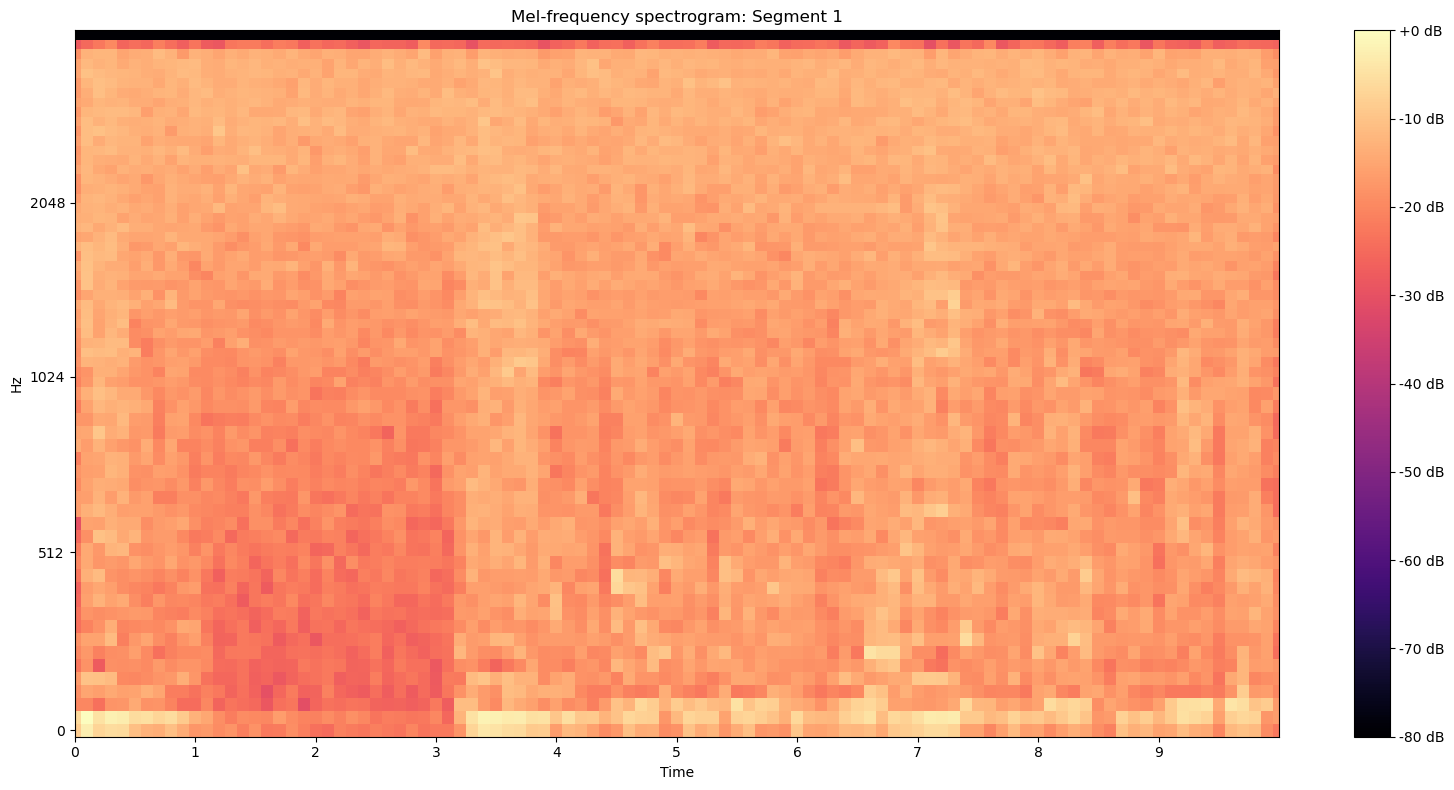 Mel-frequency spectrogram: Segment 1
+0 dB
-10 dB
-20 dB
-30 dB
-40 dB
-50 dB
-60 dB
-70 dB
-80 dB
Hz
2048
1024
512
0
0 1 2 3 4 5 6 7 8 9
Time